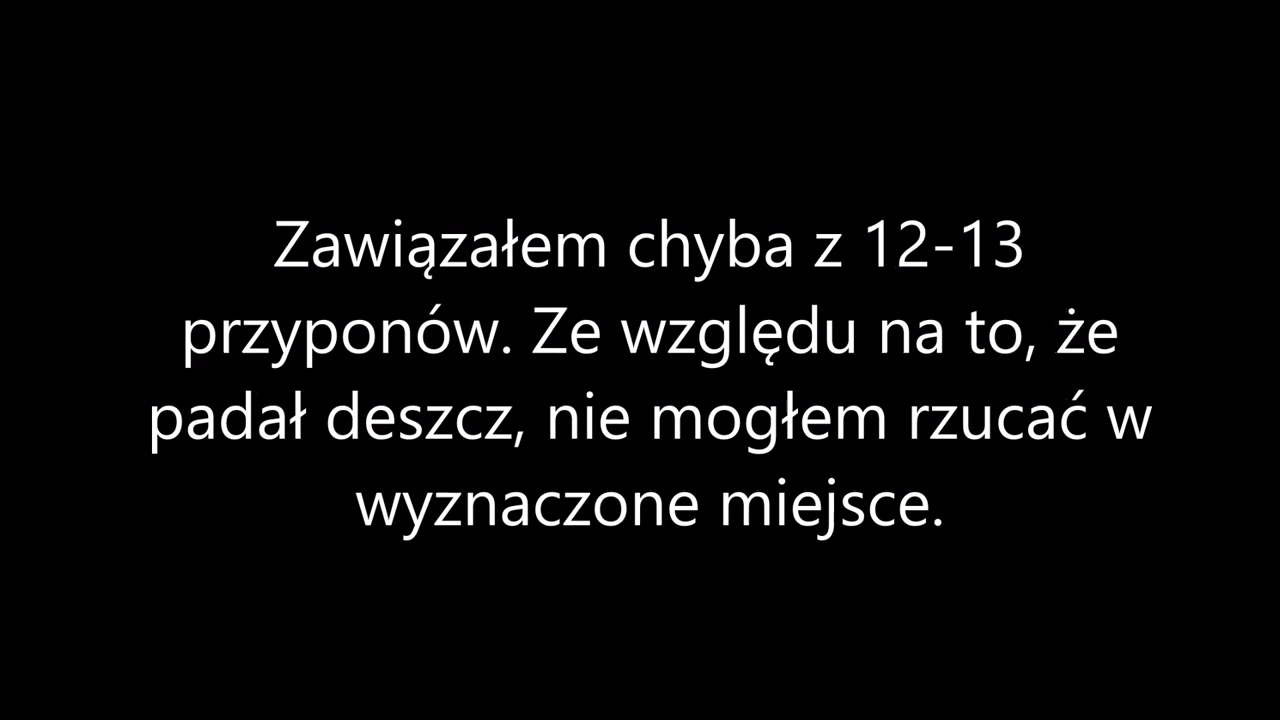 Zawiązałem chyba z 12-13
przyponów. Ze względu na to, że
padał deszcz, nie mogłem rzucać w
wyznaczone miejsce.